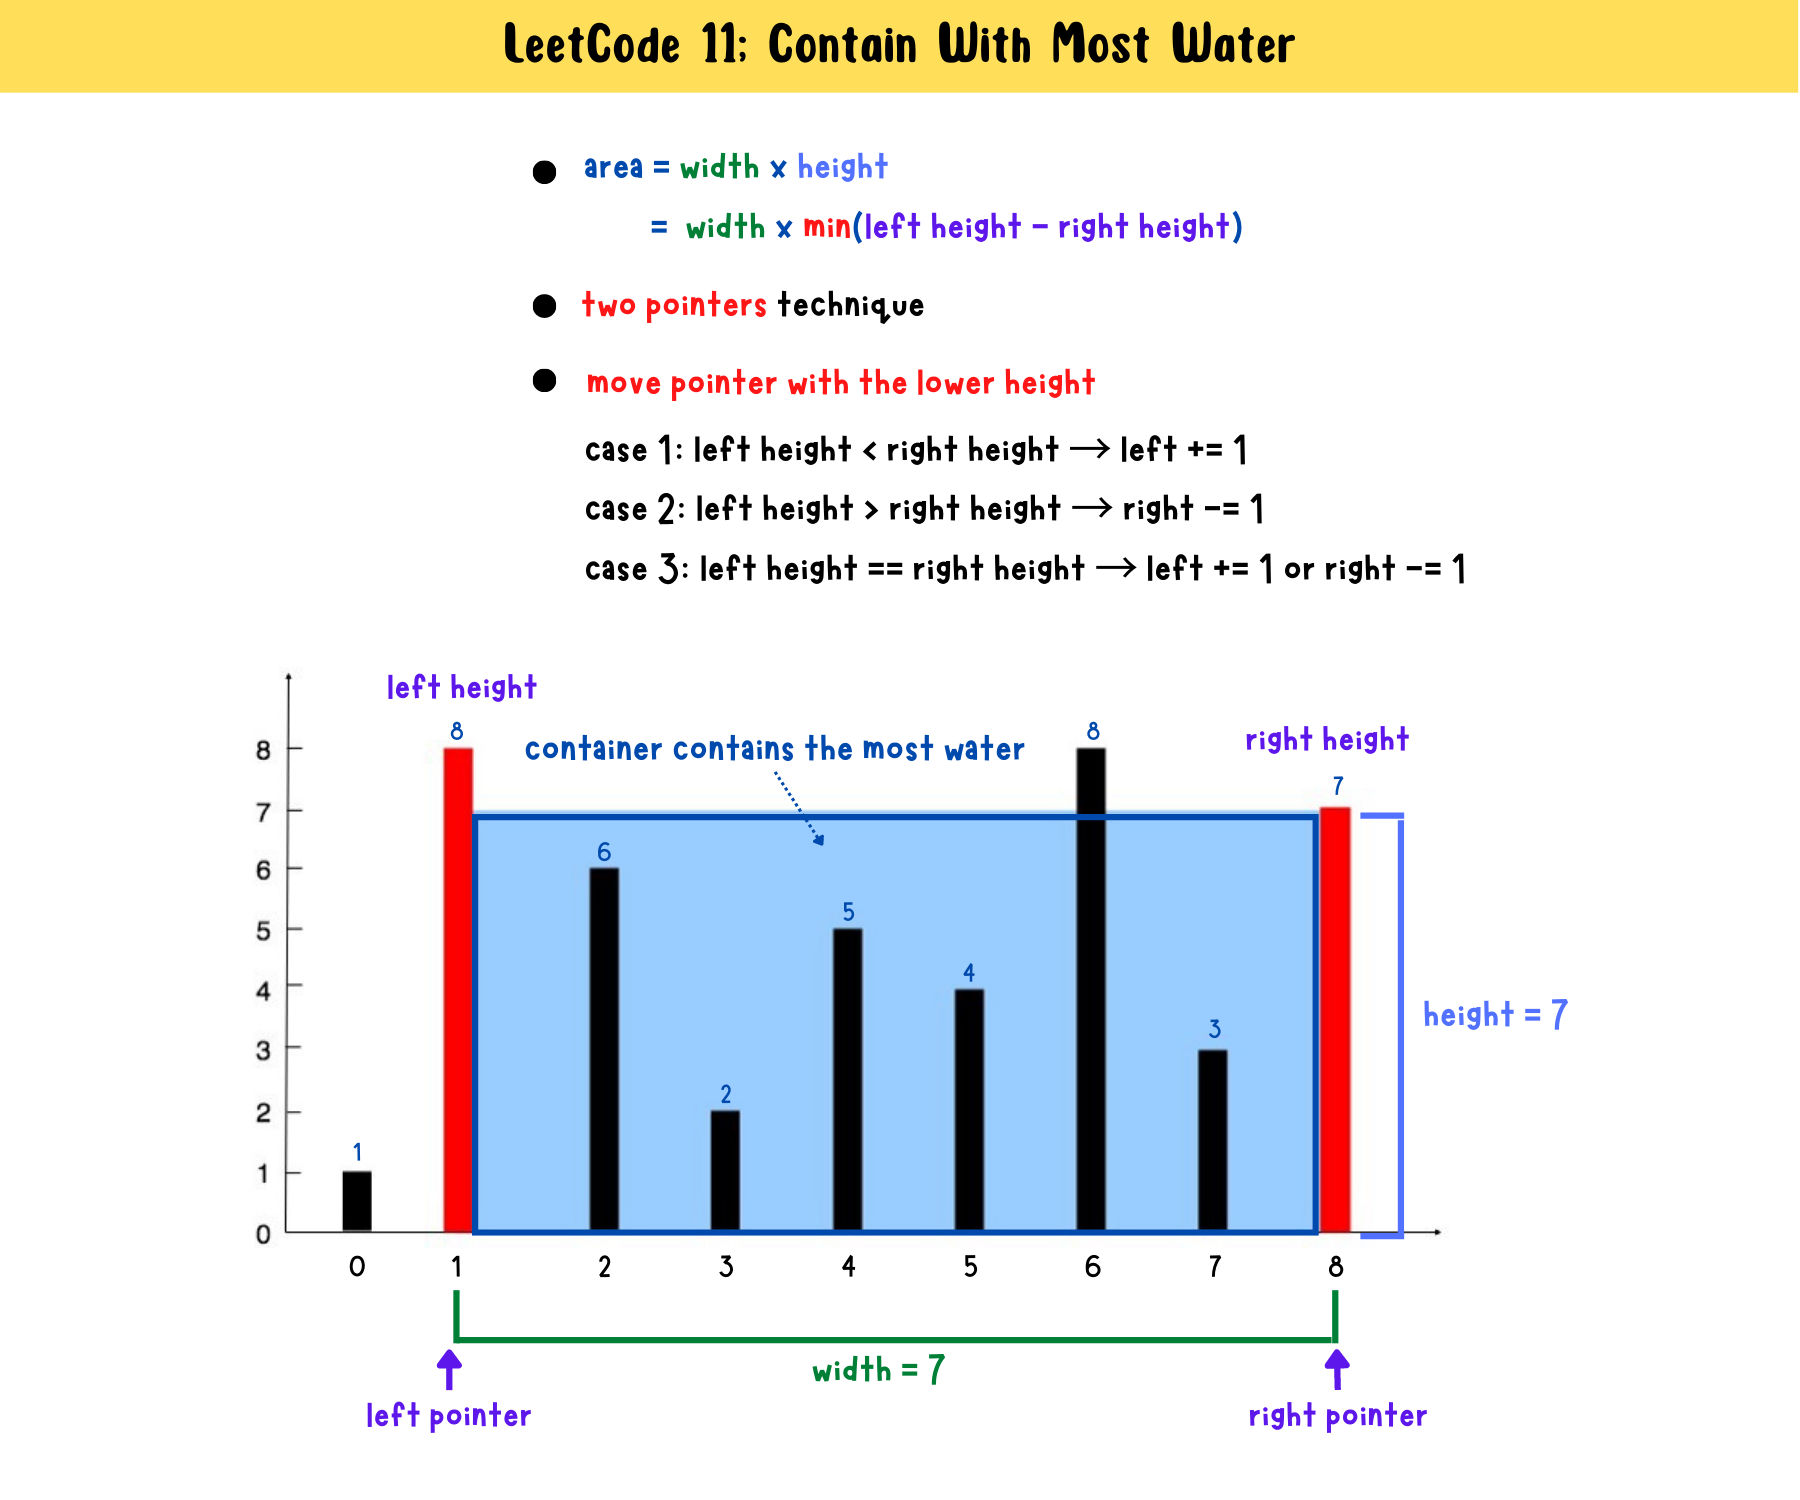 LeetCode 11; Contain With Most Water
area = width x height
= width x min(left height - right height)
two pointers technique
move pointer with the lower height
case 1: left height < right height → left += 1
case 2: left height > right height → right -= 1
case 3: left height == right height → left += 1 or right -= 1
left height
right height
container contains the most water
8
8
7
6
5
4
3
2
1
8
7
6
5
4
3
2
1
0
height = 7
0 1 2 3 4 5 6 7 8
width = 7
left pointer
right pointer